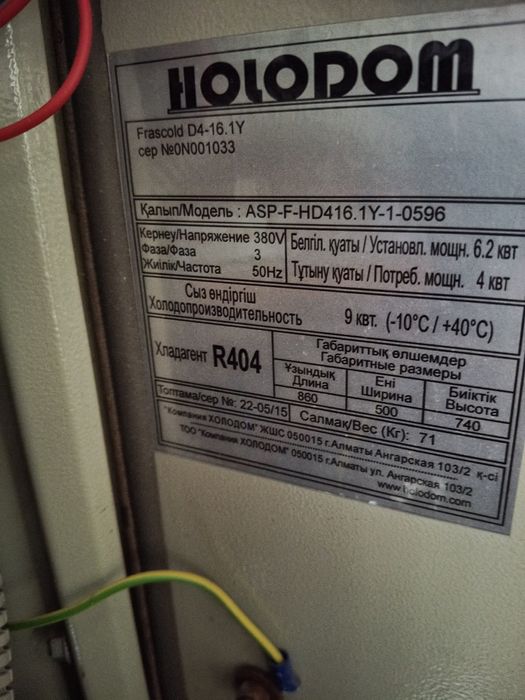 HOLODOM
Frascold D4-16.1Y
сер №0N001033
Қалып/Модель : ASP-F-HD416.1Y-1-0596
Кернеу/Напряжение 380V
Фаза/Фаза 3
Жиілік/Частота 50Hz
Белгіл. қуаты / Установл. мощн. 6.2 квт
Тұтыну қуаты / Потреб. мощн. 4 квт
Сыз өндіргіш
Холодопроизводительность 9 квт. (-10°C / +40°C)
Хладагент R404
Габариттық өлшемдер
Габаритные размеры
Ұзындық Ені Биіктік
Длина Ширина Высота
860 500 740
Топтама/сер №: 22-05/15 Салмақ/Вес (Кг): 71
"Компания ХОЛОДОМ" ЖШС 050015 г.Алматы Ангарская 103/2 қ-сі
ТОО "Компания ХОЛОДОМ" 050015 г.Алматы ул. Ангарская 103/2
www.holodom.com